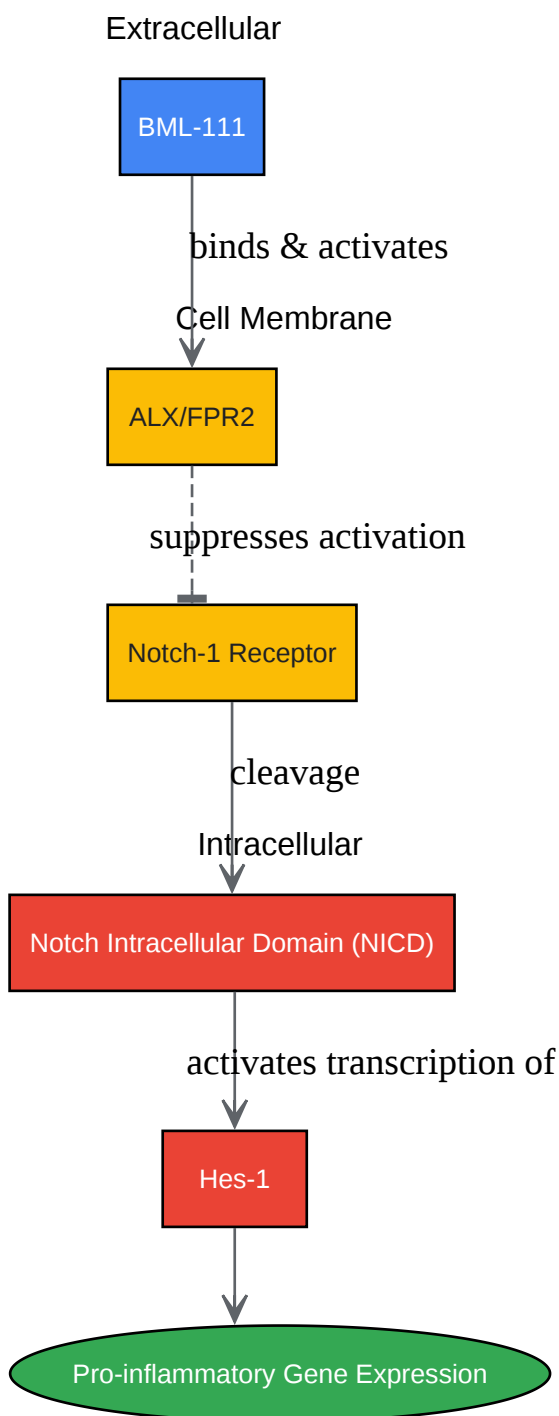 Extracellular
BML-111
binds & activates
Cell Membrane
ALX/FPR2
suppresses activation
Notch-1 Receptor
cleavage
Intracellular
Notch Intracellular Domain (NICD)
activates transcription of
Hes-1
Pro-inflammatory Gene Expression